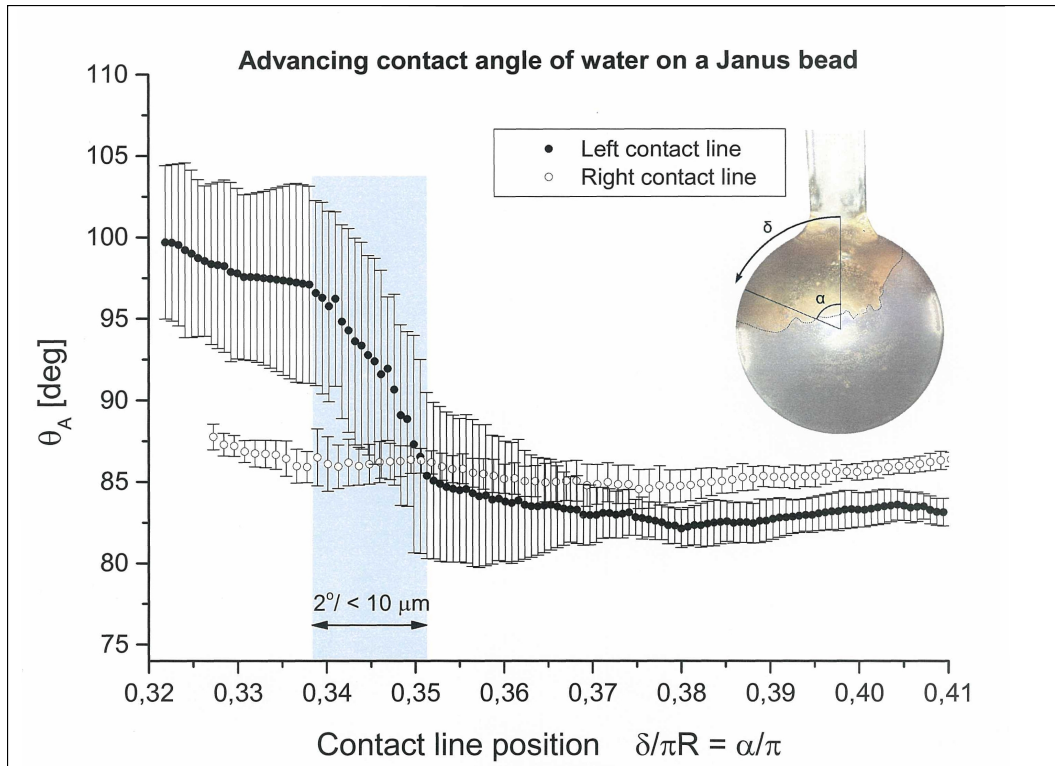 Advancing contact angle of water on a Janus bead
110
105
100
95
90
85
80
75
θA [deg]
Left contact line
Right contact line
δ
α
2°/ < 10 μm
0,32 0,33 0,34 0,35 0,36 0,37 0,38 0,39 0,40 0,41
Contact line position δ/πR = α/π